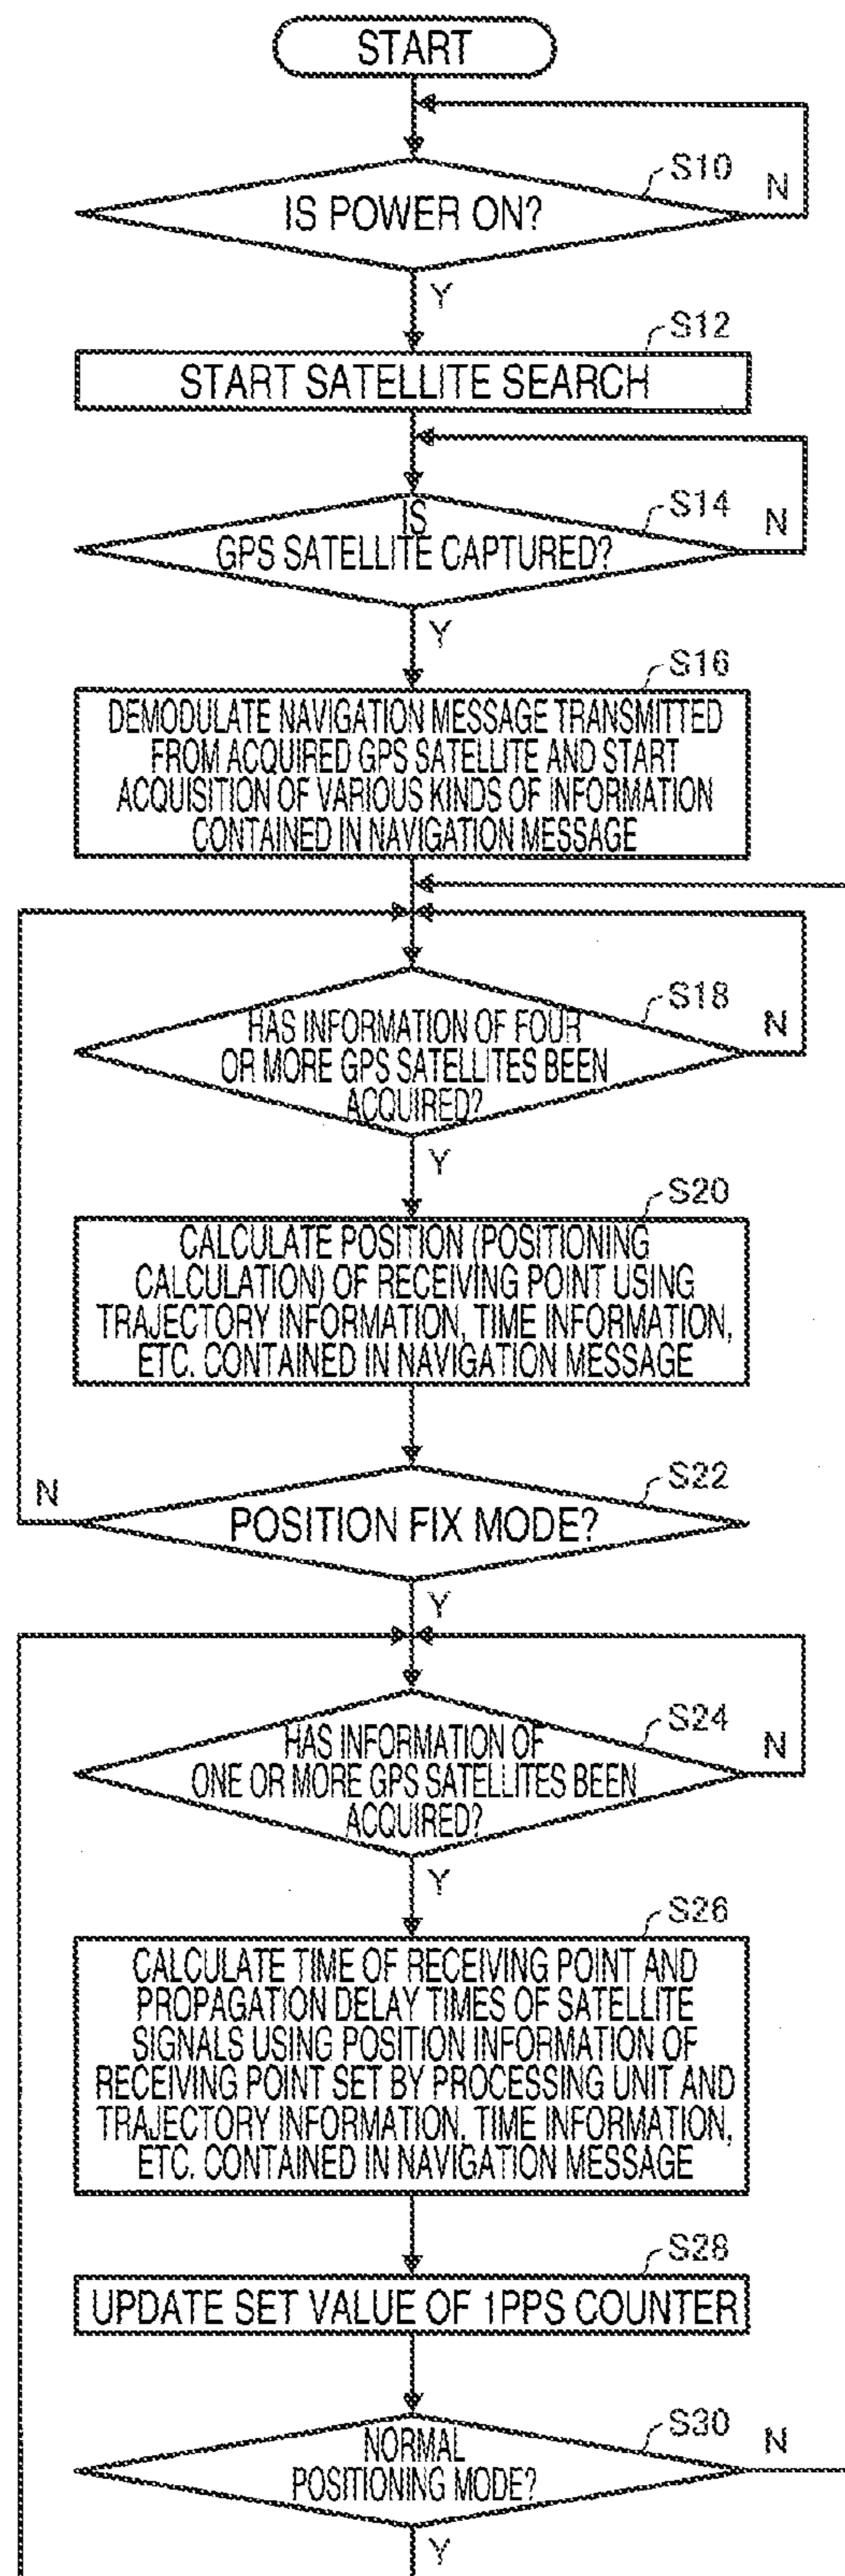 START
S10
IS POWER ON?
N
Y
S12
START SATELLITE SEARCH
S14
IS
GPS SATELLITE CAPTURED?
N
Y
S16
DEMODULATE NAVIGATION MESSAGE TRANSMITTED
FROM ACQUIRED GPS SATELLITE AND START
ACQUISITION OF VARIOUS KINDS OF INFORMATION
CONTAINED IN NAVIGATION MESSAGE
S18
HAS INFORMATION OF FOUR
OR MORE GPS SATELLITES BEEN
ACQUIRED?
N
Y
S20
CALCULATE POSITION (POSITIONING
CALCULATION) OF RECEIVING POINT USING
TRAJECTORY INFORMATION, TIME INFORMATION,
ETC. CONTAINED IN NAVIGATION MESSAGE
S22
N
POSITION FIX MODE?
Y
S24
HAS INFORMATION OF
ONE OR MORE GPS SATELLITES BEEN
ACQUIRED?
N
Y
S26
CALCULATE TIME OF RECEIVING POINT AND
PROPAGATION DELAY TIMES OF SATELLITE
SIGNALS USING POSITION INFORMATION OF
RECEIVING POINT SET BY PROCESSING UNIT AND
TRAJECTORY INFORMATION. TIME INFORMATION,
ETC. CONTAINED IN NAVIGATION MESSAGE
S28
UPDATE SET VALUE OF 1PPS COUNTER
S30
NORMAL
POSITIONING MODE?
N
Y